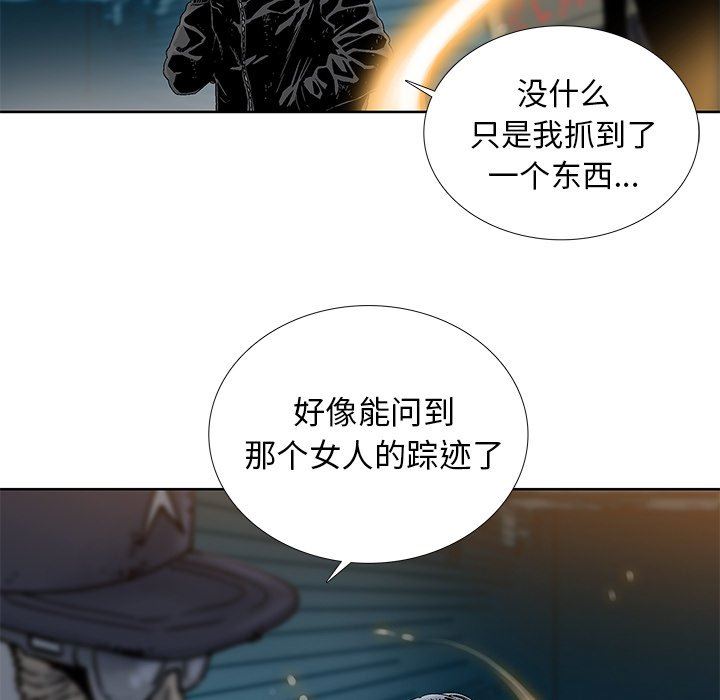 没什么
只是我抓到了
一个东西...
好像能问到
那个女人的踪迹了